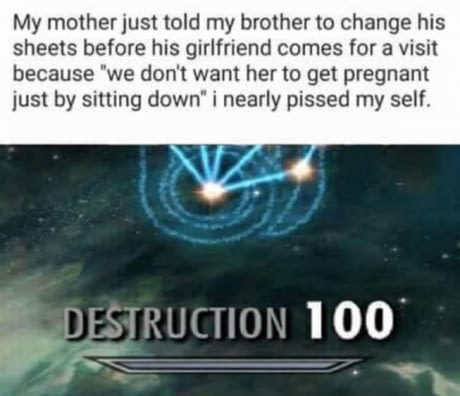 My mother just told my brother to change his
sheets before his girlfriend comes for a visit
because "we don't want her to get pregnant
just by sitting down" i nearly pissed my self.
DESTRUCTION 100